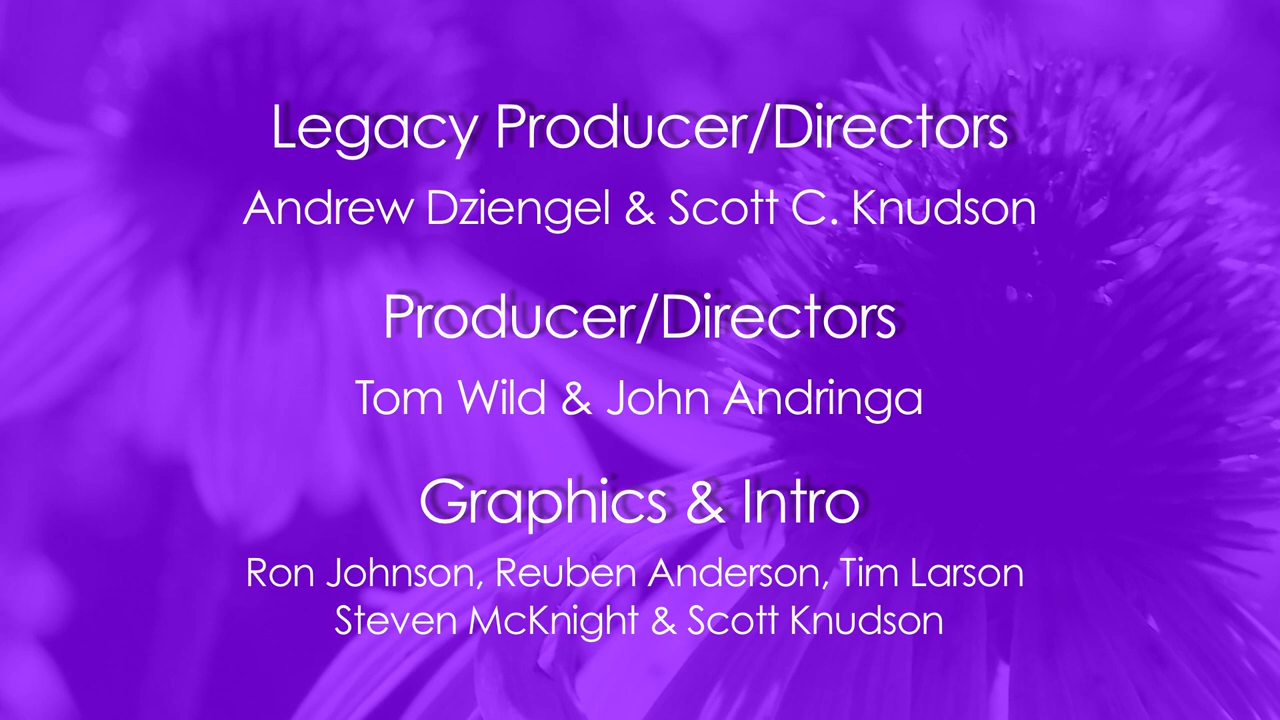 Legacy Producer/Directors
Andrew Dziengel & Scott C. Knudson
Producer/Directors
Tom Wild & John Andringa
Graphics & Intro
Ron Johnson, Reuben Anderson, Tim Larson
Steven McKnight & Scott Knudson